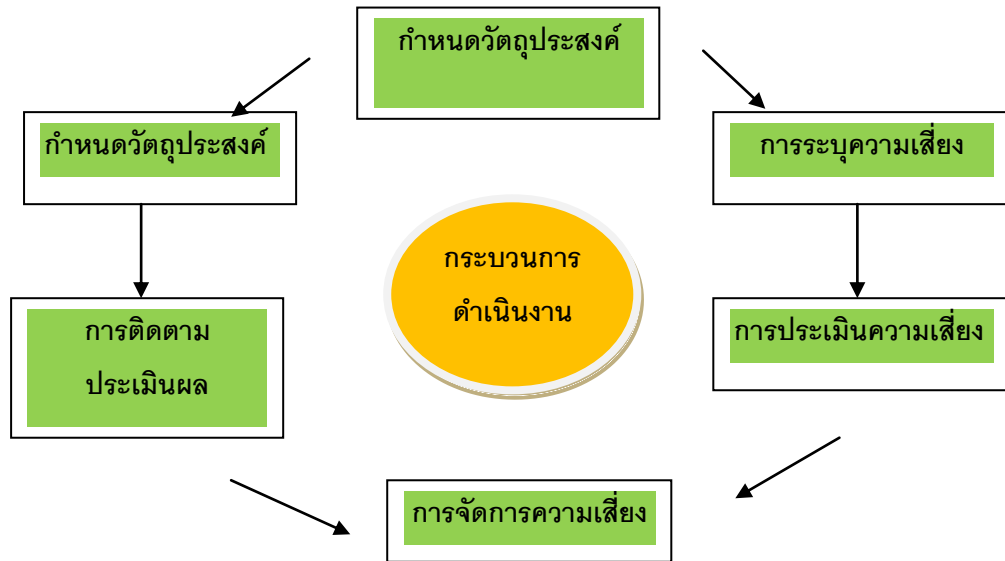 กำหนดวัตถุประสงค์
กำหนดวัตถุประสงค์
การระบุความเสี่ยง
กระบวนการ
ดำเนินงาน
การติดตาม
ประเมินผล
การประเมินความเสี่ยง
การจัดการความเสี่ยง